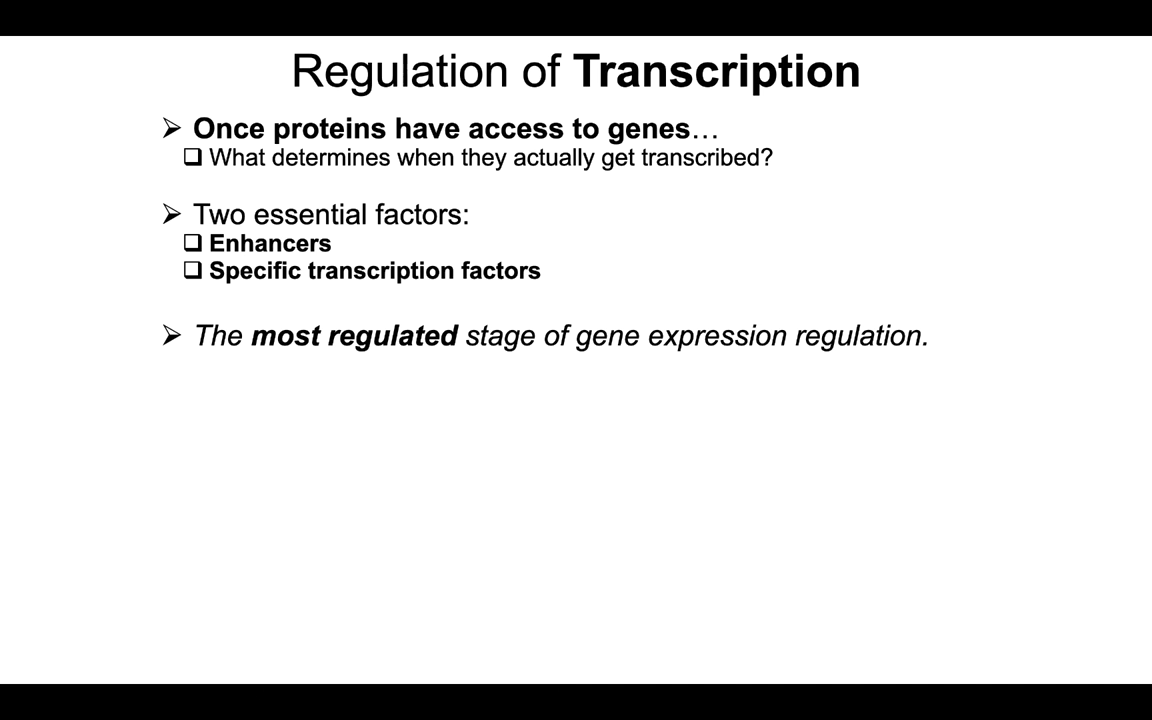 Regulation of Transcription
➢ Once proteins have access to genes…
❑ What determines when they actually get transcribed?
➢ Two essential factors:
❑ Enhancers
❑ Specific transcription factors
➢ The most regulated stage of gene expression regulation.